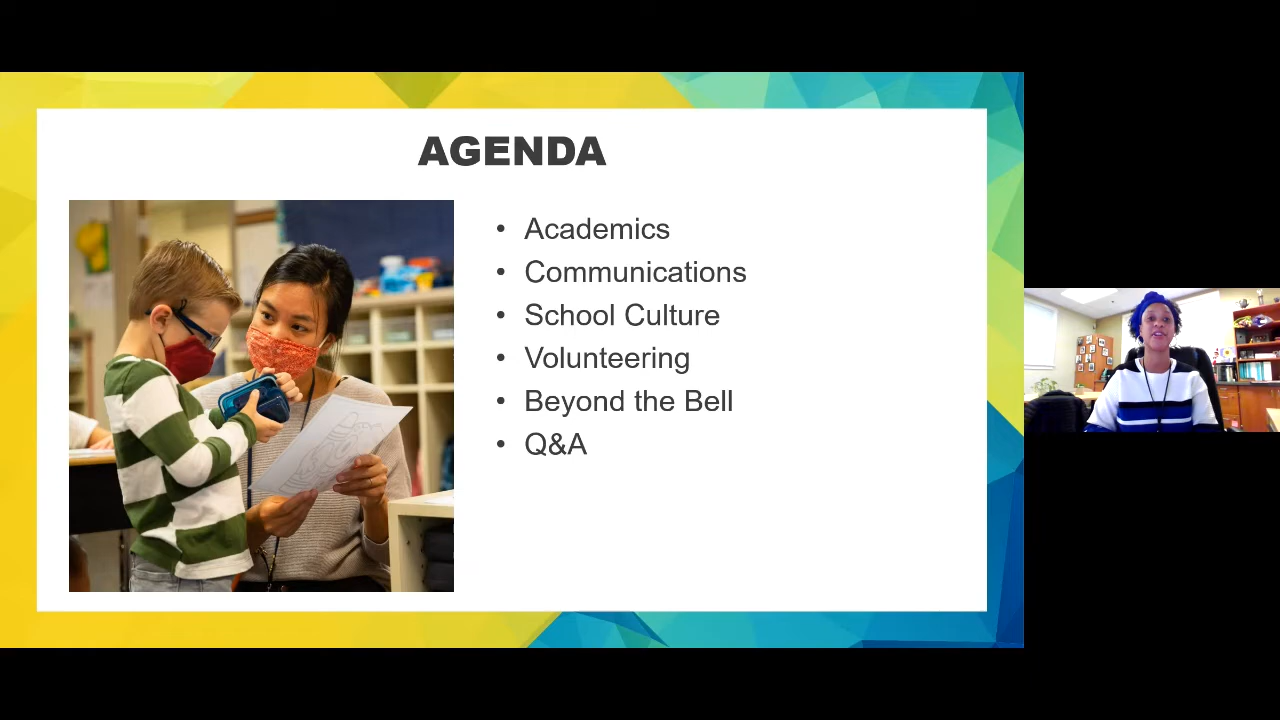 AGENDA
• Academics
• Communications
• School Culture
• Volunteering
• Beyond the Bell
• Q&A